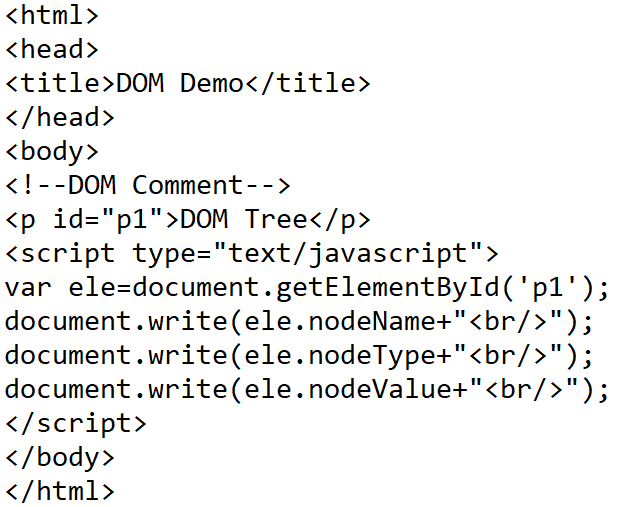 <html>
<head>
<title>DOM Demo</title>
</head>
<body>
<!--DOM Comment-->
<p id="p1">DOM Tree</p>
<script type="text/javascript">
var ele=document.getElementById('p1');
document.write(ele.nodeName+"<br/>");
document.write(ele.nodeType+"<br/>");
document.write(ele.nodeValue+"<br/>");
</script>
</body>
</html>